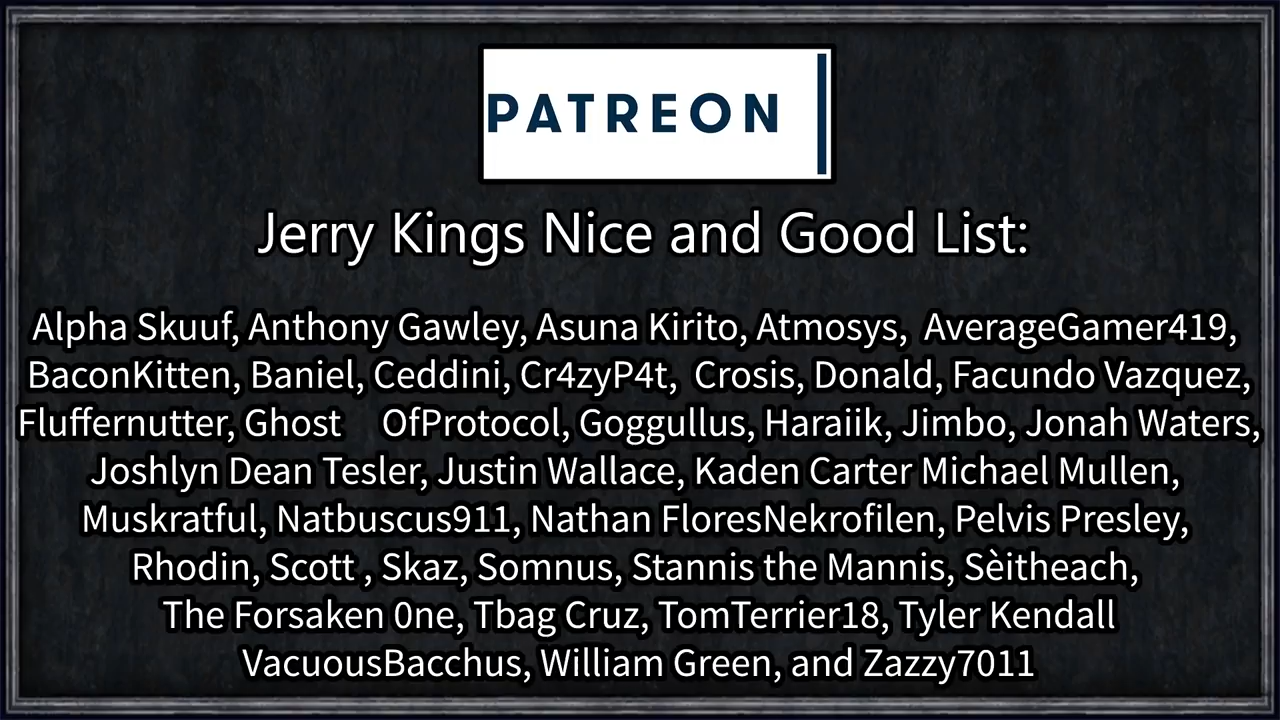 PATREON
Jerry Kings Nice and Good List:
Alpha Skuuf, Anthony Gawley, Asuna Kirito, Atmosys,  AverageGamer419,
BaconKitten, Baniel, Ceddini, Cr4zyP4t,  Crosis, Donald, Facundo Vazquez,
Fluffernutter, Ghost    OfProtocol, Goggullus, Haraiik, Jimbo, Jonah Waters,
Joshlyn Dean Tesler, Justin Wallace, Kaden Carter Michael Mullen,
Muskratful, Natbuscus911, Nathan FloresNekrofilen, Pelvis Presley,
Rhodin, Scott , Skaz, Somnus, Stannis the Mannis, Sèitheach,
The Forsaken 0ne, Tbag Cruz, TomTerrier18, Tyler Kendall
VacuousBacchus, William Green, and Zazzy7011